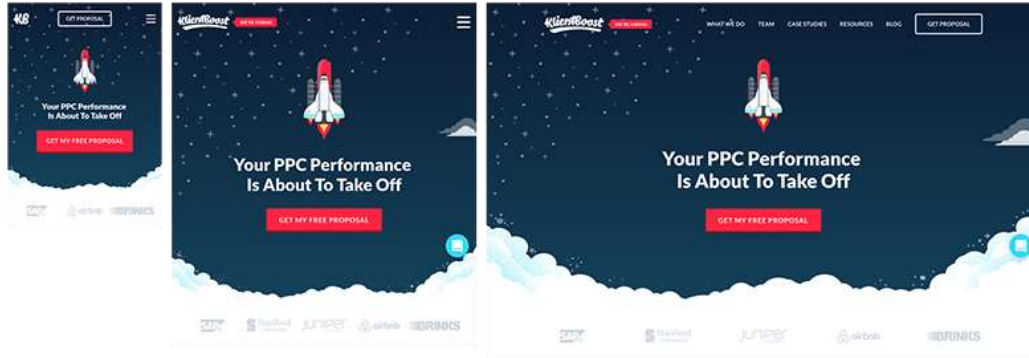 KB
GET PROPOSAL
Your PPC Performance
Is About To Take Off
GET MY FREE PROPOSAL
SAP
airbnb
BRINKS
KlientBoost
WE'RE HIRING
Your PPC Performance
Is About To Take Off
GET MY FREE PROPOSAL
SAP
Stanford
JUNIPER
airbnb
BRINKS
KlientBoost
WE'RE HIRING
WHAT WE DO
TEAM
CASE STUDIES
RESOURCES
BLOG
GET PROPOSAL
Your PPC Performance
Is About To Take Off
GET MY FREE PROPOSAL
SAP
Stanford
JUNIPER
airbnb
BRINKS